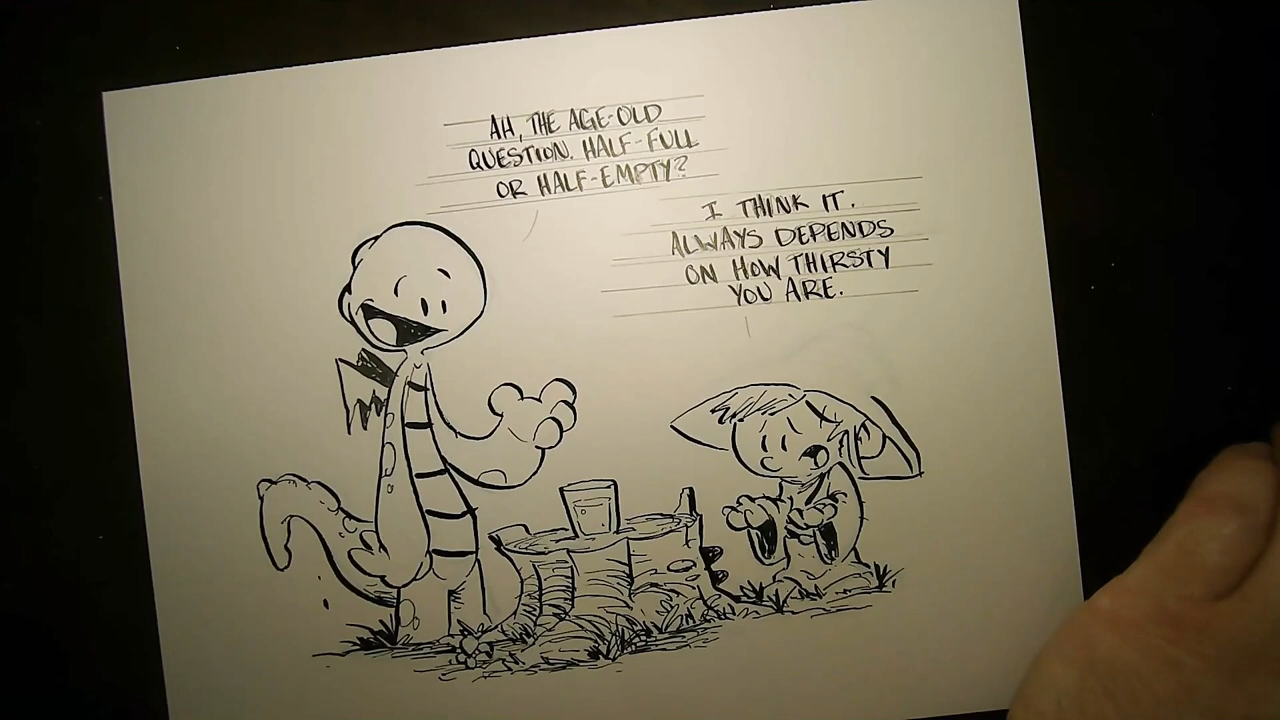 AH, THE AGE-OLD
QUESTION. HALF-FULL
OR HALF-EMPTY?
I THINK IT.
ALWAYS DEPENDS
ON HOW THIRSTY
YOU ARE.